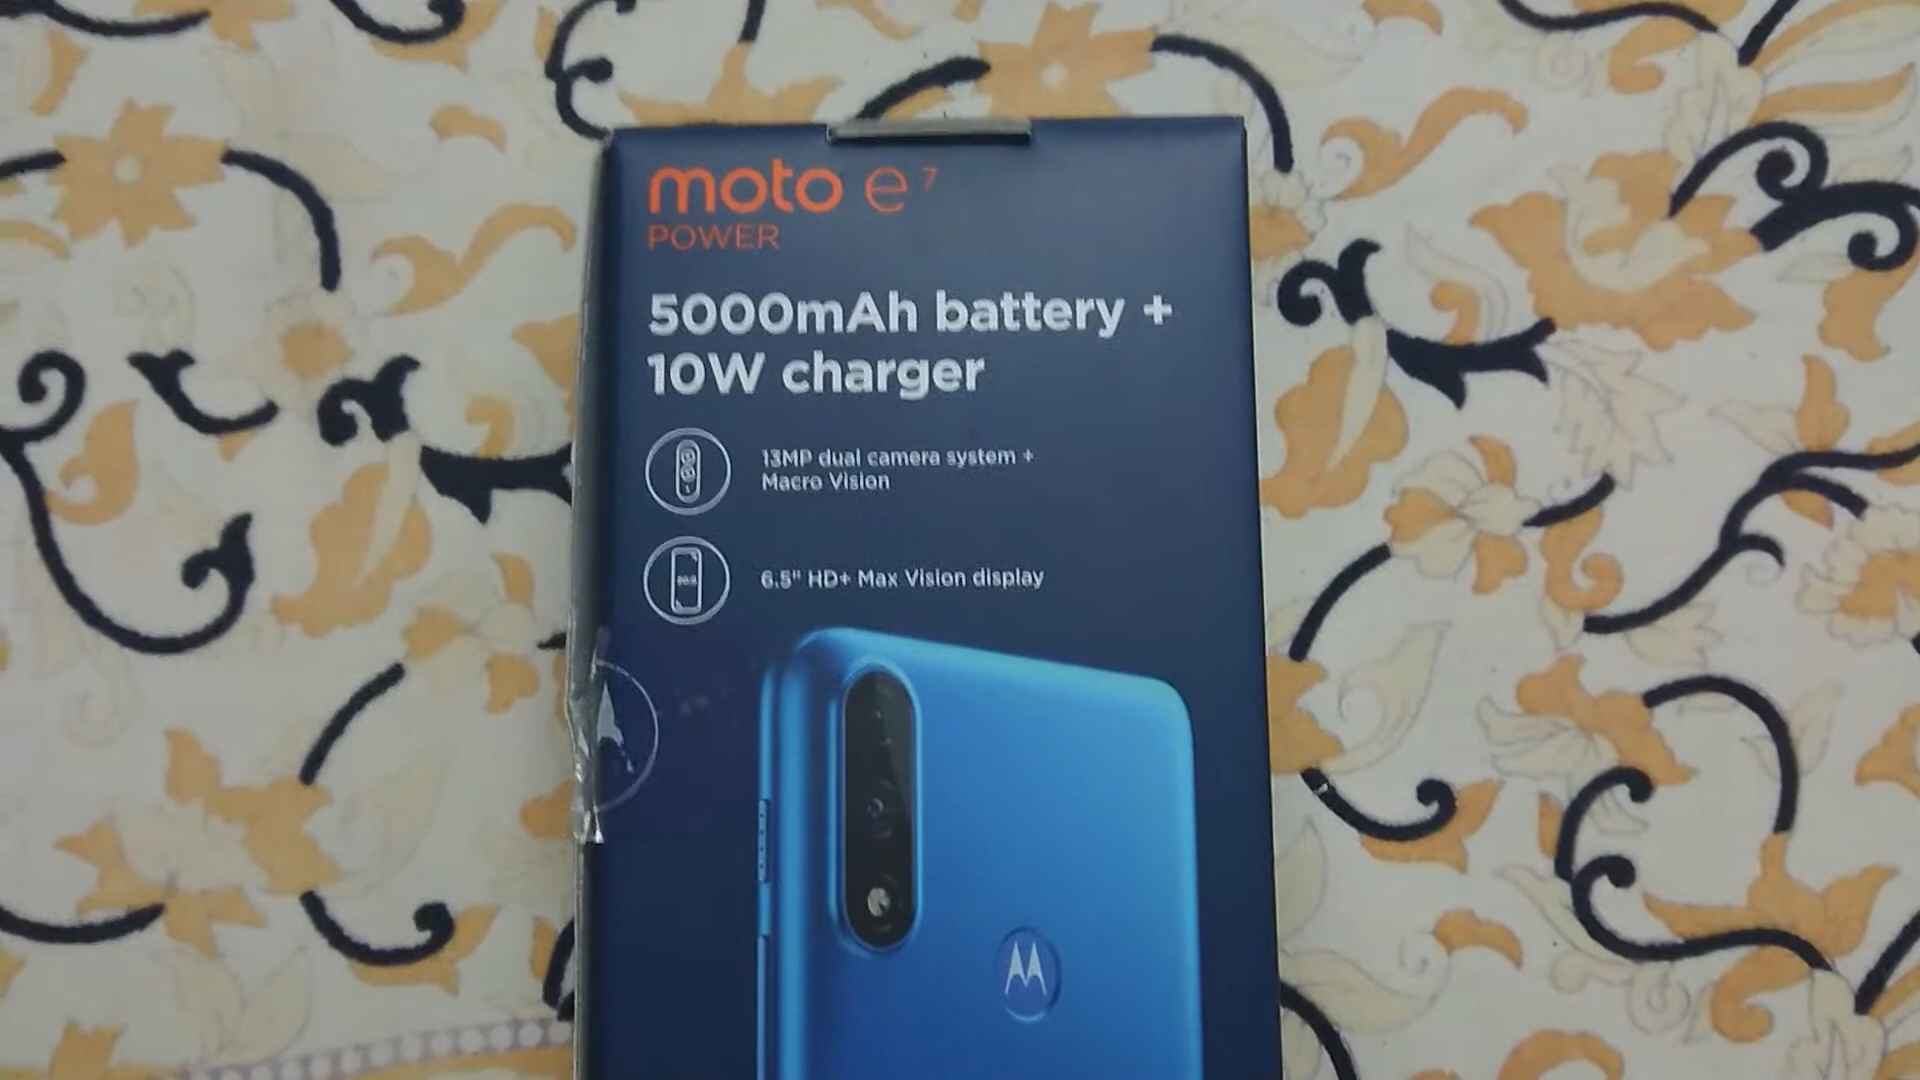 moto e⁷
POWER
5000mAh battery +
10W charger
13MP dual camera system +
Macro Vision
6.5" HD+ Max Vision display